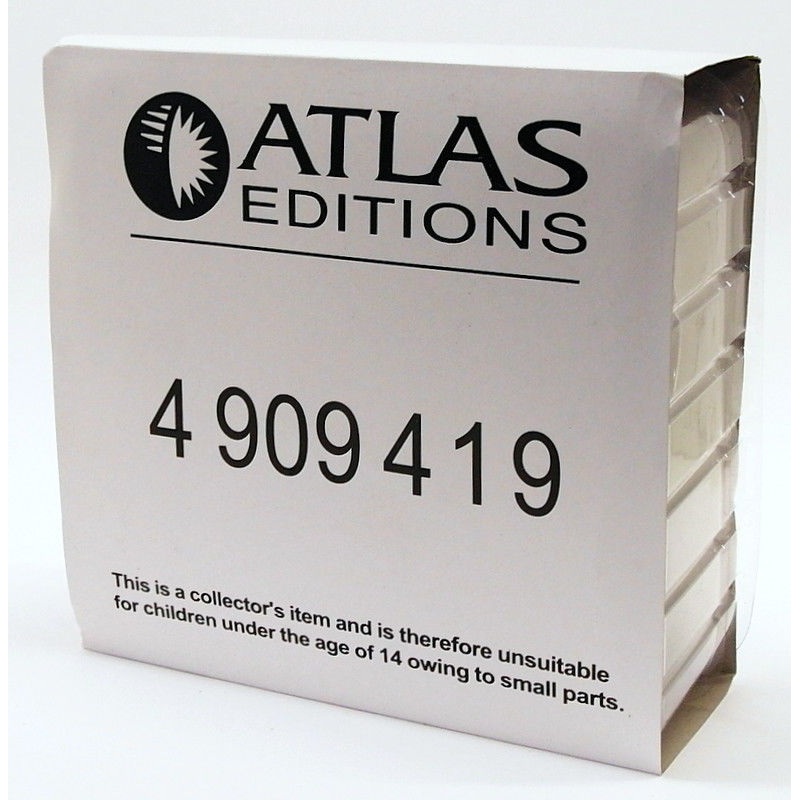 ATLAS
EDITIONS
4 909 419
This is a collector's item and is therefore unsuitable
for children under the age of 14 owing to small parts.